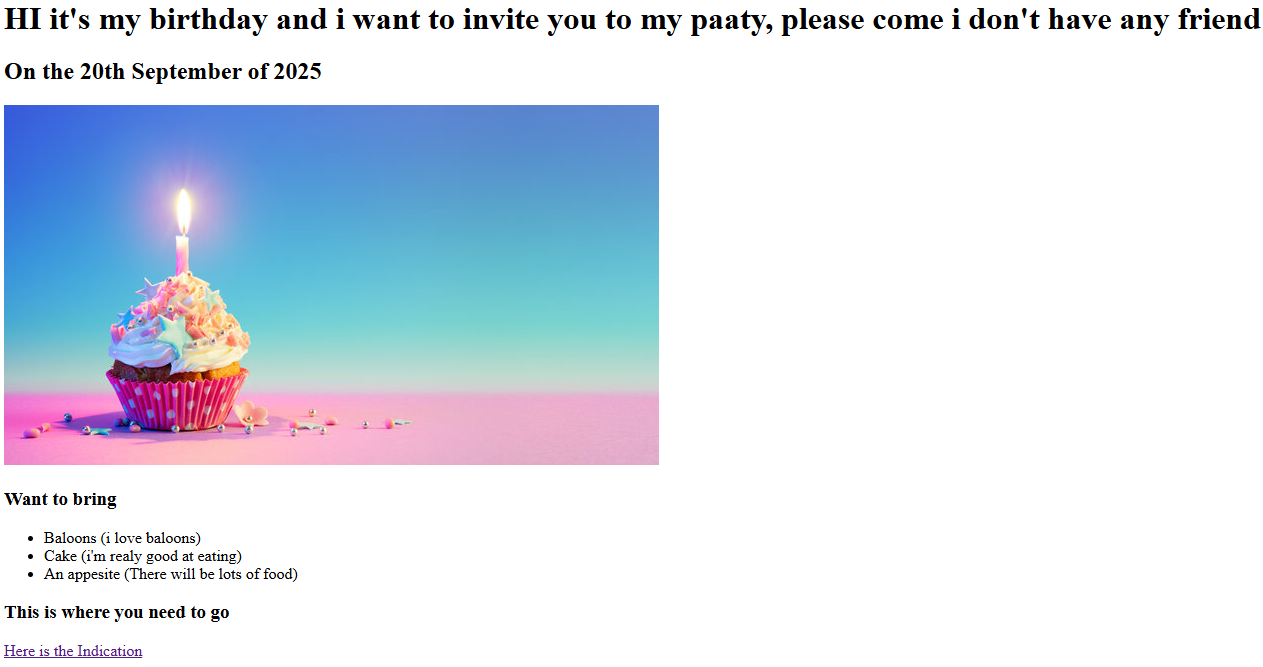 HI it's my birthday and i want to invite you to my paaty, please come i don't have any friend
On the 20th September of 2025
Want to bring
Baloons (i love baloons)
Cake (i'm realy good at eating)
An appesite (There will be lots of food)
This is where you need to go
Here is the Indication